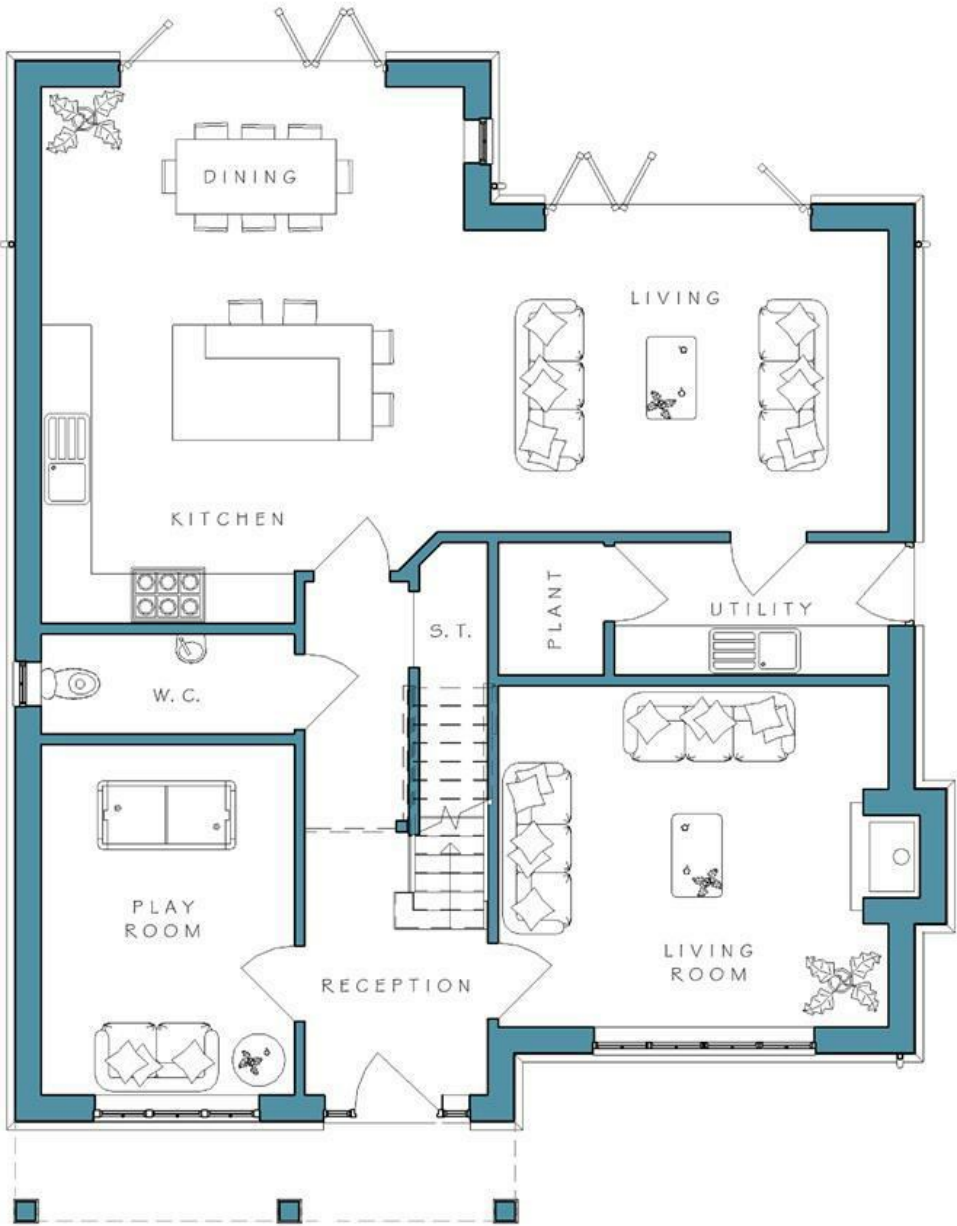 DINING
LIVING
KITCHEN
PLANT
UTILITY
S. T.
W. C.
PLAY
ROOM
LIVING
ROOM
RECEPTION